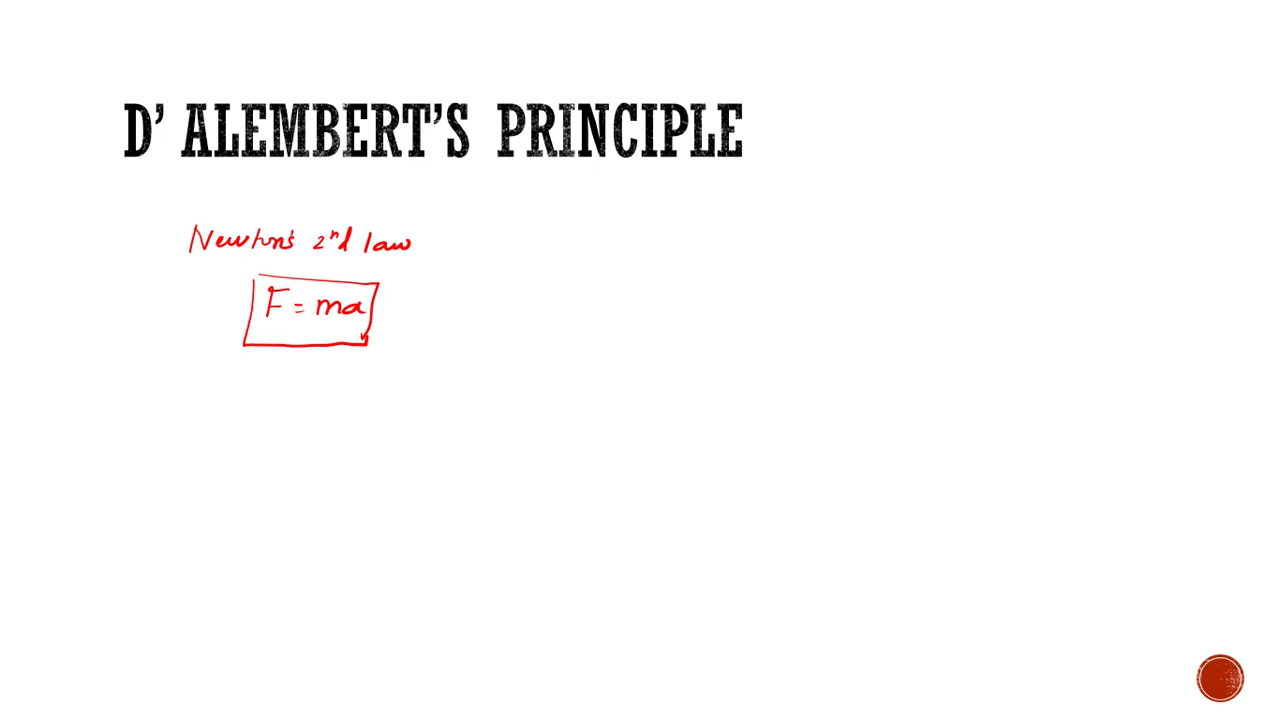 D’ ALEMBERT’S PRINCIPLE
Newton's 2nd law
F = ma